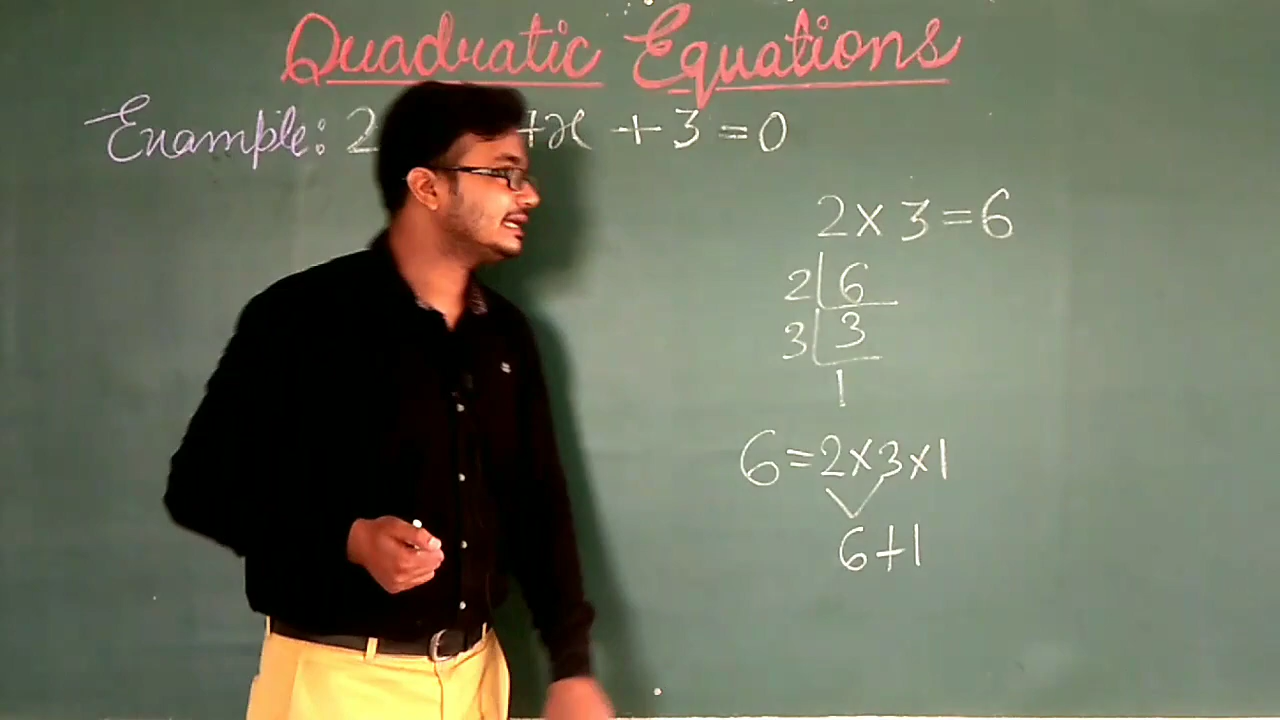 Quadratic Equations
Example: 2 +x + 3 = 0
2 x 3 = 6
2 | 6
3 | 3
1
6 = 2 x 3 x 1
6 + 1